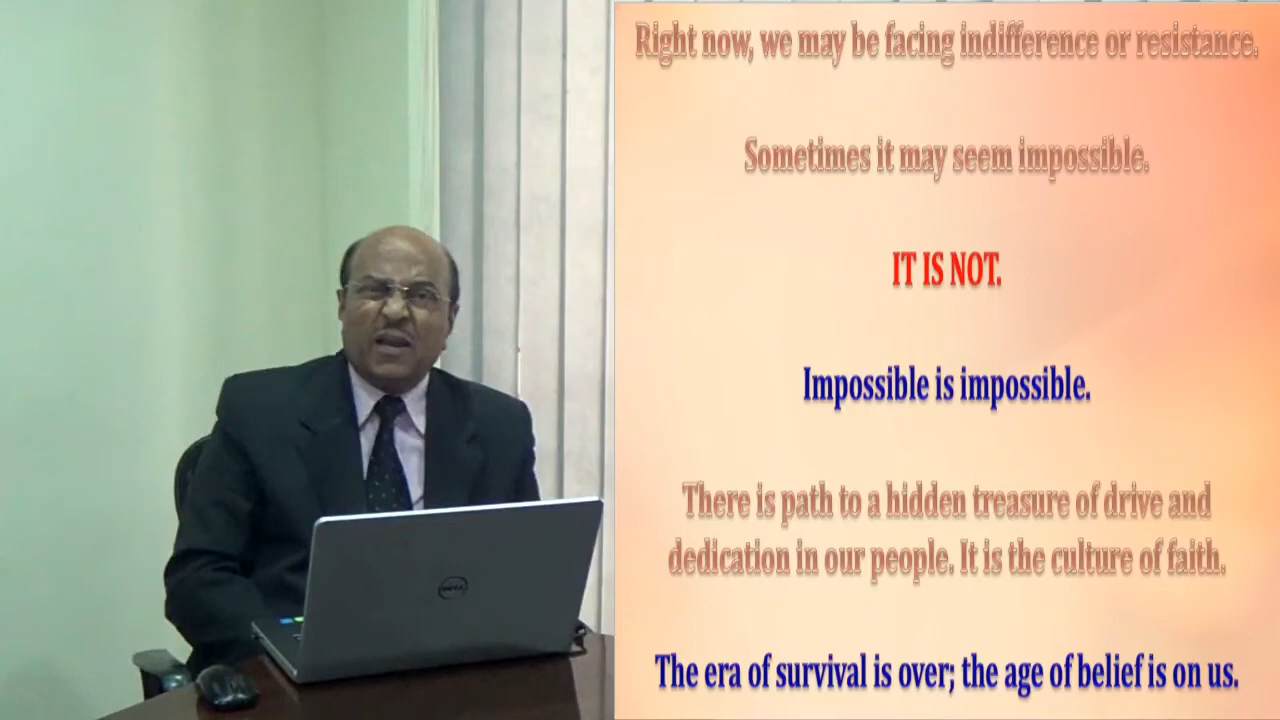 Right now, we may be facing indifference or resistance.
Sometimes it may seem impossible.
IT IS NOT.
Impossible is impossible.
There is path to a hidden treasure of drive and
dedication in our people. It is the culture of faith.
The era of survival is over; the age of belief is on us.
DELL